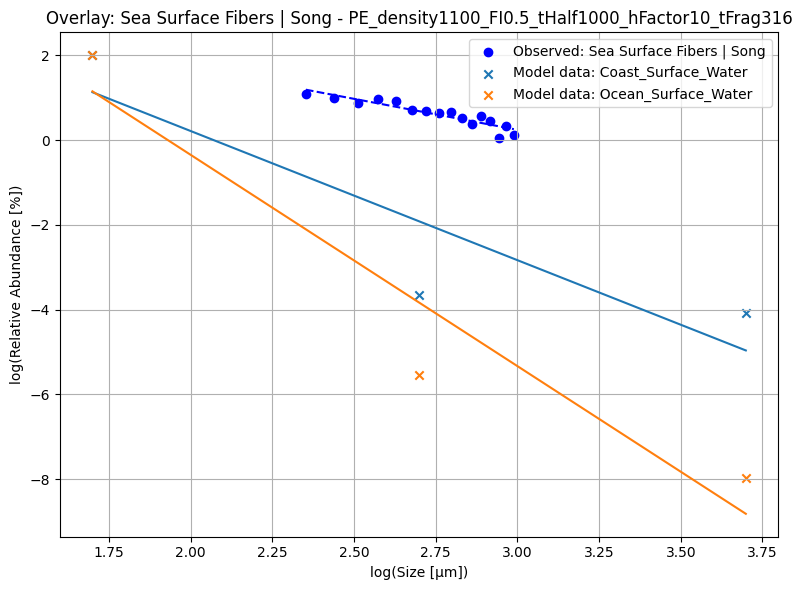 Overlay: Sea Surface Fibers | Song - PE_density1100_FI0.5_tHalf1000_hFactor10_tFrag316
Observed: Sea Surface Fibers | Song
Model data: Coast_Surface_Water
Model data: Ocean_Surface_Water
log(Relative Abundance [%])
2
0
−2
−4
−6
−8
1.75
2.00
2.25
2.50
2.75
3.00
3.25
3.50
3.75
log(Size [µm])